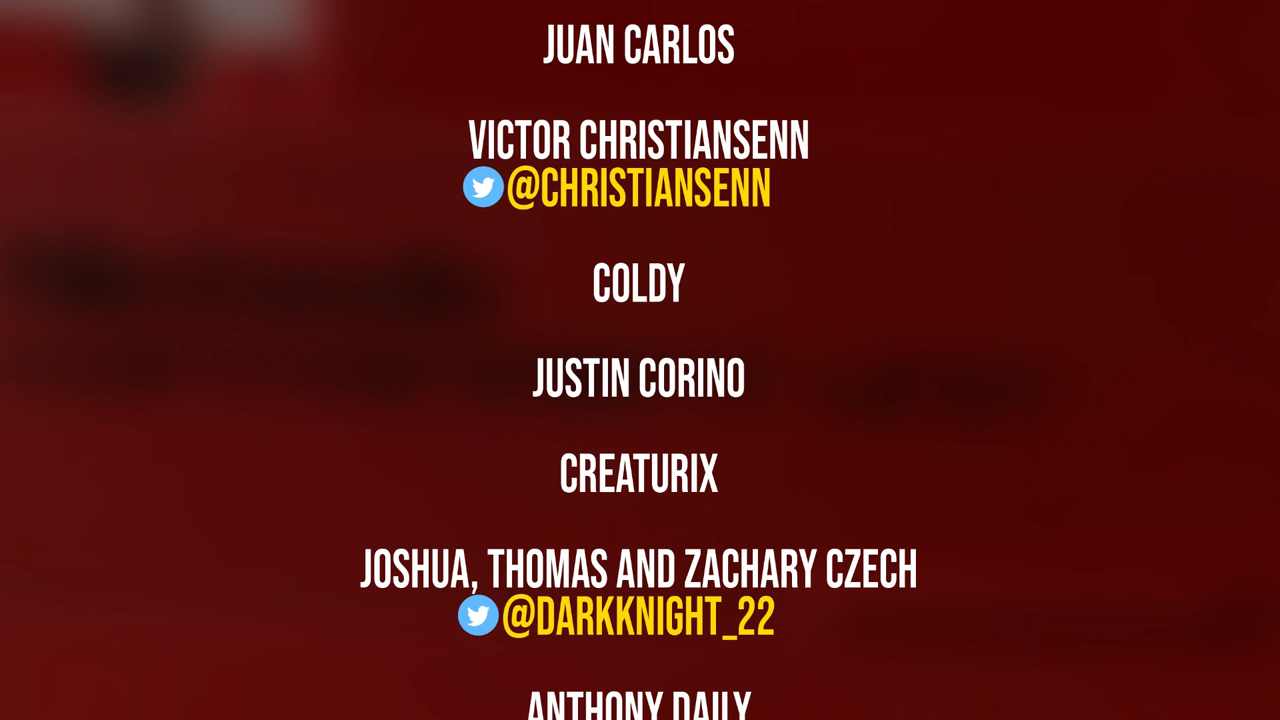 JUAN CARLOS
VICTOR CHRISTIANSENN
@CHRISTIANSENN
COLDY
JUSTIN CORINO
CREATURIX
JOSHUA, THOMAS AND ZACHARY CZECH
@DARKKNIGHT_22
ANTHONY DAILY